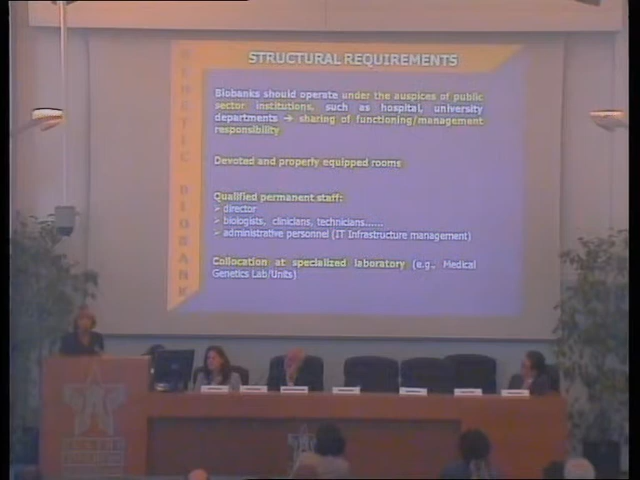 STRUCTURAL REQUIREMENTS
GENETIC BIOBANK
Biobanks should operate under the auspices of public
sector institutions, such as hospital, university
departments → sharing of functioning/management
responsibility
Devoted and properly equipped rooms
Qualified permanent staff:
➢ director
➢ biologists, clinicians, technicians......
➢ administrative personnel (IT Infrastructure management)
Collocation at specialized laboratory (e.g., Medical
Genetics Lab/Units)